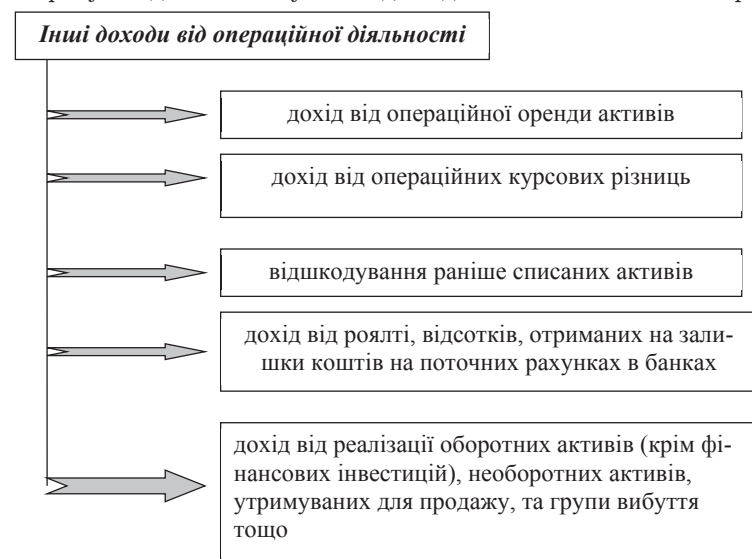 Інші доходи від операційної діяльності
дохід від операційної оренди активів
дохід від операційних курсових різниць
відшкодування раніше списаних активів
дохід від роялті, відсотків, отриманих на зали-
шки коштів на поточних рахунках в банках
дохід від реалізації оборотних активів (крім фі-
нансових інвестицій), необоротних активів,
утримуваних для продажу, та групи вибуття
тощо